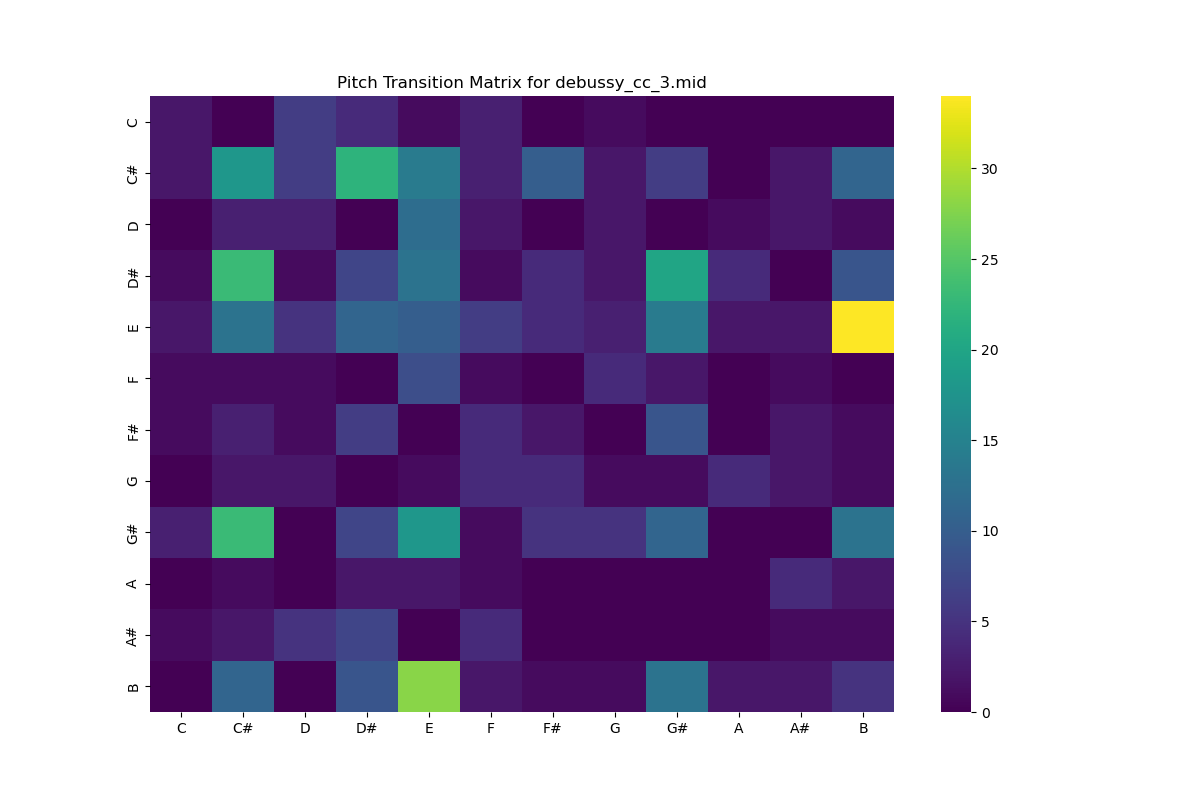 Pitch Transition Matrix for debussy_cc_3.mid
C
C#
D
D#
E
F
F#
G
G#
A
A#
B
C C# D D# E F F# G G# A A# B
30
25
20
15
10
5
0